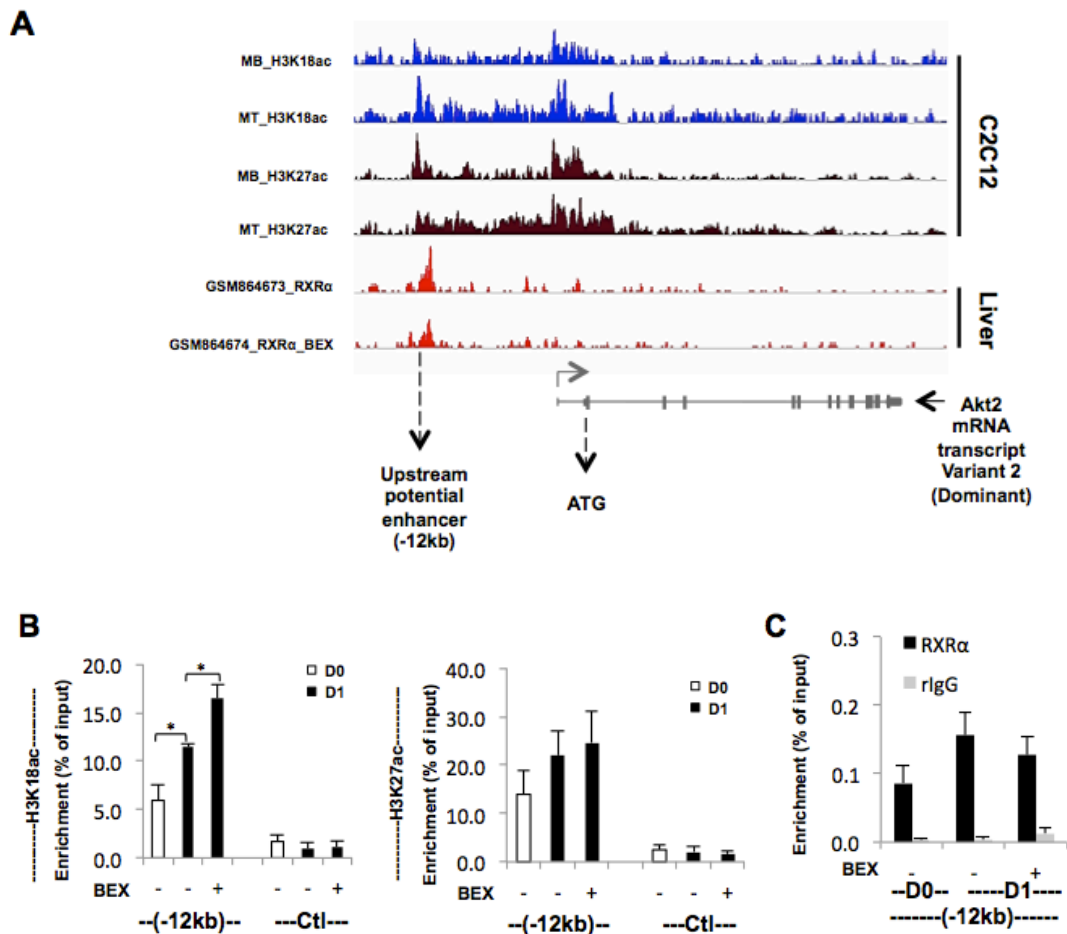 A
MB_H3K18ac
MT_H3K18ac
MB_H3K27ac
MT_H3K27ac
C2C12
GSM864673_RXRα
GSM864674_RXRα_BEX
Liver
Upstream
potential
enhancer
(-12kb)
ATG
Akt2
mRNA
transcript
Variant 2
(Dominant)
B
--------H3K18ac--------
Enrichment (% of input)
20.0
15.0
10.0
5.0
0.0
* *
D0
D1
BEX - - + - - +
--(-12kb)-- ---Ctl---
--------H3K27ac--------
Enrichment (% of input)
40.0
30.0
20.0
10.0
0.0
D0
D1
- - + - - +
--(-12kb)-- ---Ctl---
C
Enrichment (% of input)
0.3
0.2
0.1
0.0
RXRα
rIgG
BEX - - +
--D0-- -----D1----
-------(-12kb)------